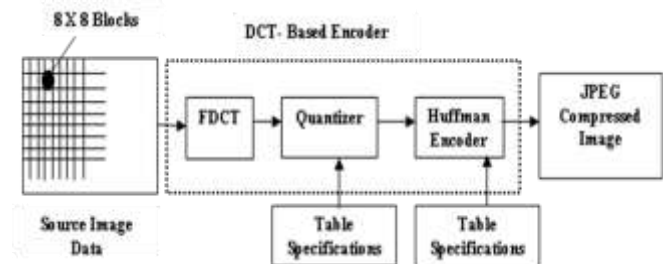 8 X 8 Blocks
DCT- Based Encoder
FDCT
Quantizer
Huffman
Encoder
JPEG
Compressed
Image
Source Image
Data
Table
Specifications
Table
Specifications